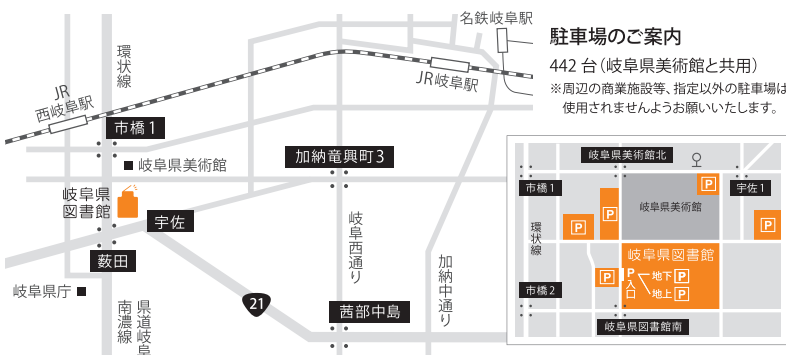 名鉄岐阜駅
環状線
JR
西岐阜駅
JR岐阜駅
市橋1
岐阜県美術館
加納竜興町3
岐阜県
図書館
宇佐
薮田
岐阜県庁
県道岐阜
南濃線
21
岐阜西通り
茜部中島
加納中通り
駐車場のご案内
442台(岐阜県美術館と共用)
※周辺の商業施設等、指定以外の駐車場は
使用されませんようお願いいたします。
岐阜県美術館北
市橋1
P
宇佐1
岐阜県美術館
P
P
P
環状線
岐阜県図書館
P
P
入口
地下P
地上P
市橋2
岐阜県図書館南